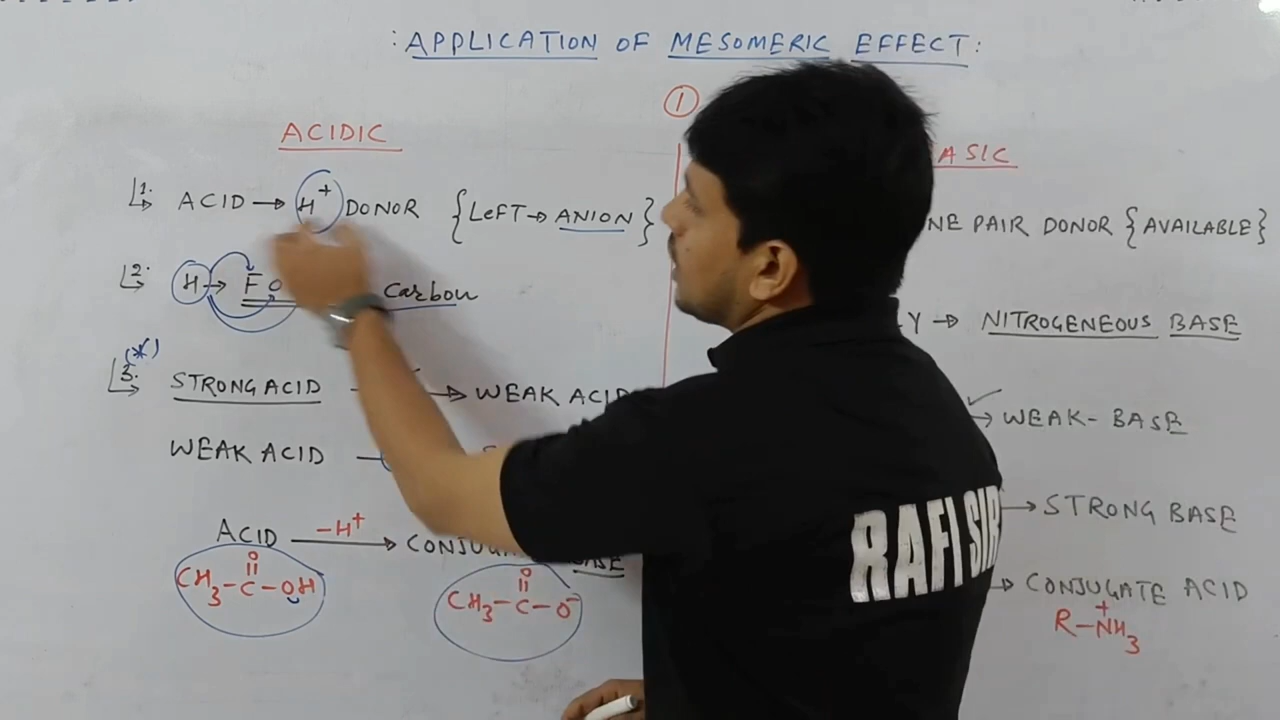 : APPLICATION OF MESOMERIC EFFECT :
1
ACIDIC
1. ACID → H+ DONOR { LeFT → ANION }
2. H → F carbon
(*)
3. STRONG ACID → WEAK ACID
WEAK ACID
ACID −H+ → BASE
CH3−C−OH
O
CH3−C−O−
O
ASIC
NE PAIR DONOR { AVAILABLE }
Y → NITROGENEOUS BASE
→ WEAK-BASE
→ STRONG BASE
→ CONJUGATE ACID
R−NH3
+
RAFI SIR